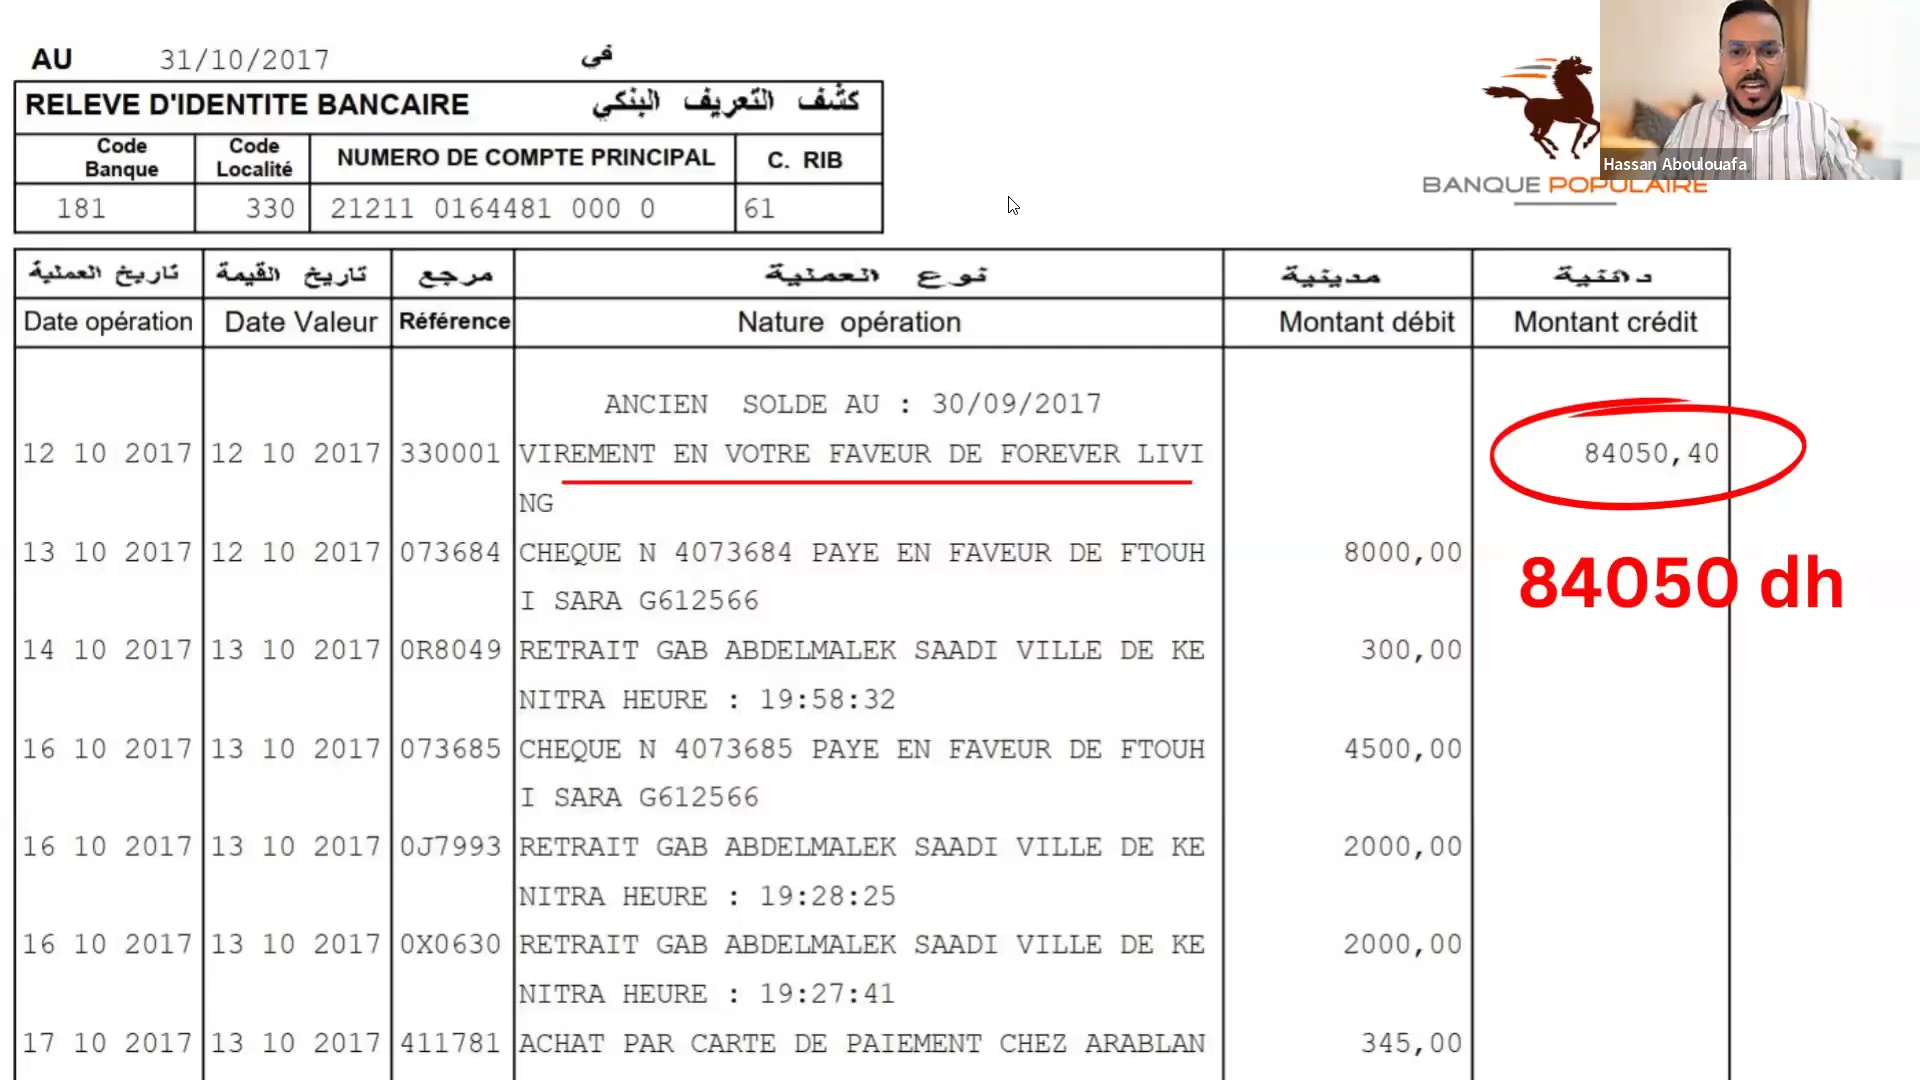 AU 31/10/2017 في
RELEVE D'IDENTITE BANCAIRE كشف التعريف البنكي
Code Banque Code Localité NUMERO DE COMPTE PRINCIPAL C. RIB
181 330 21211 0164481 000 0 61
BANQUE POPULAIRE
Hassan Aboulouafa
تاريخ العملية تاريخ القيمة مرجع نوع العملية مدينية دائنية
Date opération Date Valeur Référence Nature opération Montant débit Montant crédit
ANCIEN SOLDE AU : 30/09/2017
12 10 2017 12 10 2017 330001 VIREMENT EN VOTRE FAVEUR DE FOREVER LIVI 84050,40
NG
13 10 2017 12 10 2017 073684 CHEQUE N 4073684 PAYE EN FAVEUR DE FTOUH 8000,00
84050 dh
I SARA G612566
14 10 2017 13 10 2017 0R8049 RETRAIT GAB ABDELMALEK SAADI VILLE DE KE 300,00
NITRA HEURE : 19:58:32
16 10 2017 13 10 2017 073685 CHEQUE N 4073685 PAYE EN FAVEUR DE FTOUH 4500,00
I SARA G612566
16 10 2017 13 10 2017 0J7993 RETRAIT GAB ABDELMALEK SAADI VILLE DE KE 2000,00
NITRA HEURE : 19:28:25
16 10 2017 13 10 2017 0X0630 RETRAIT GAB ABDELMALEK SAADI VILLE DE KE 2000,00
NITRA HEURE : 19:27:41
17 10 2017 13 10 2017 411781 ACHAT PAR CARTE DE PAIEMENT CHEZ ARABLAN 345,00